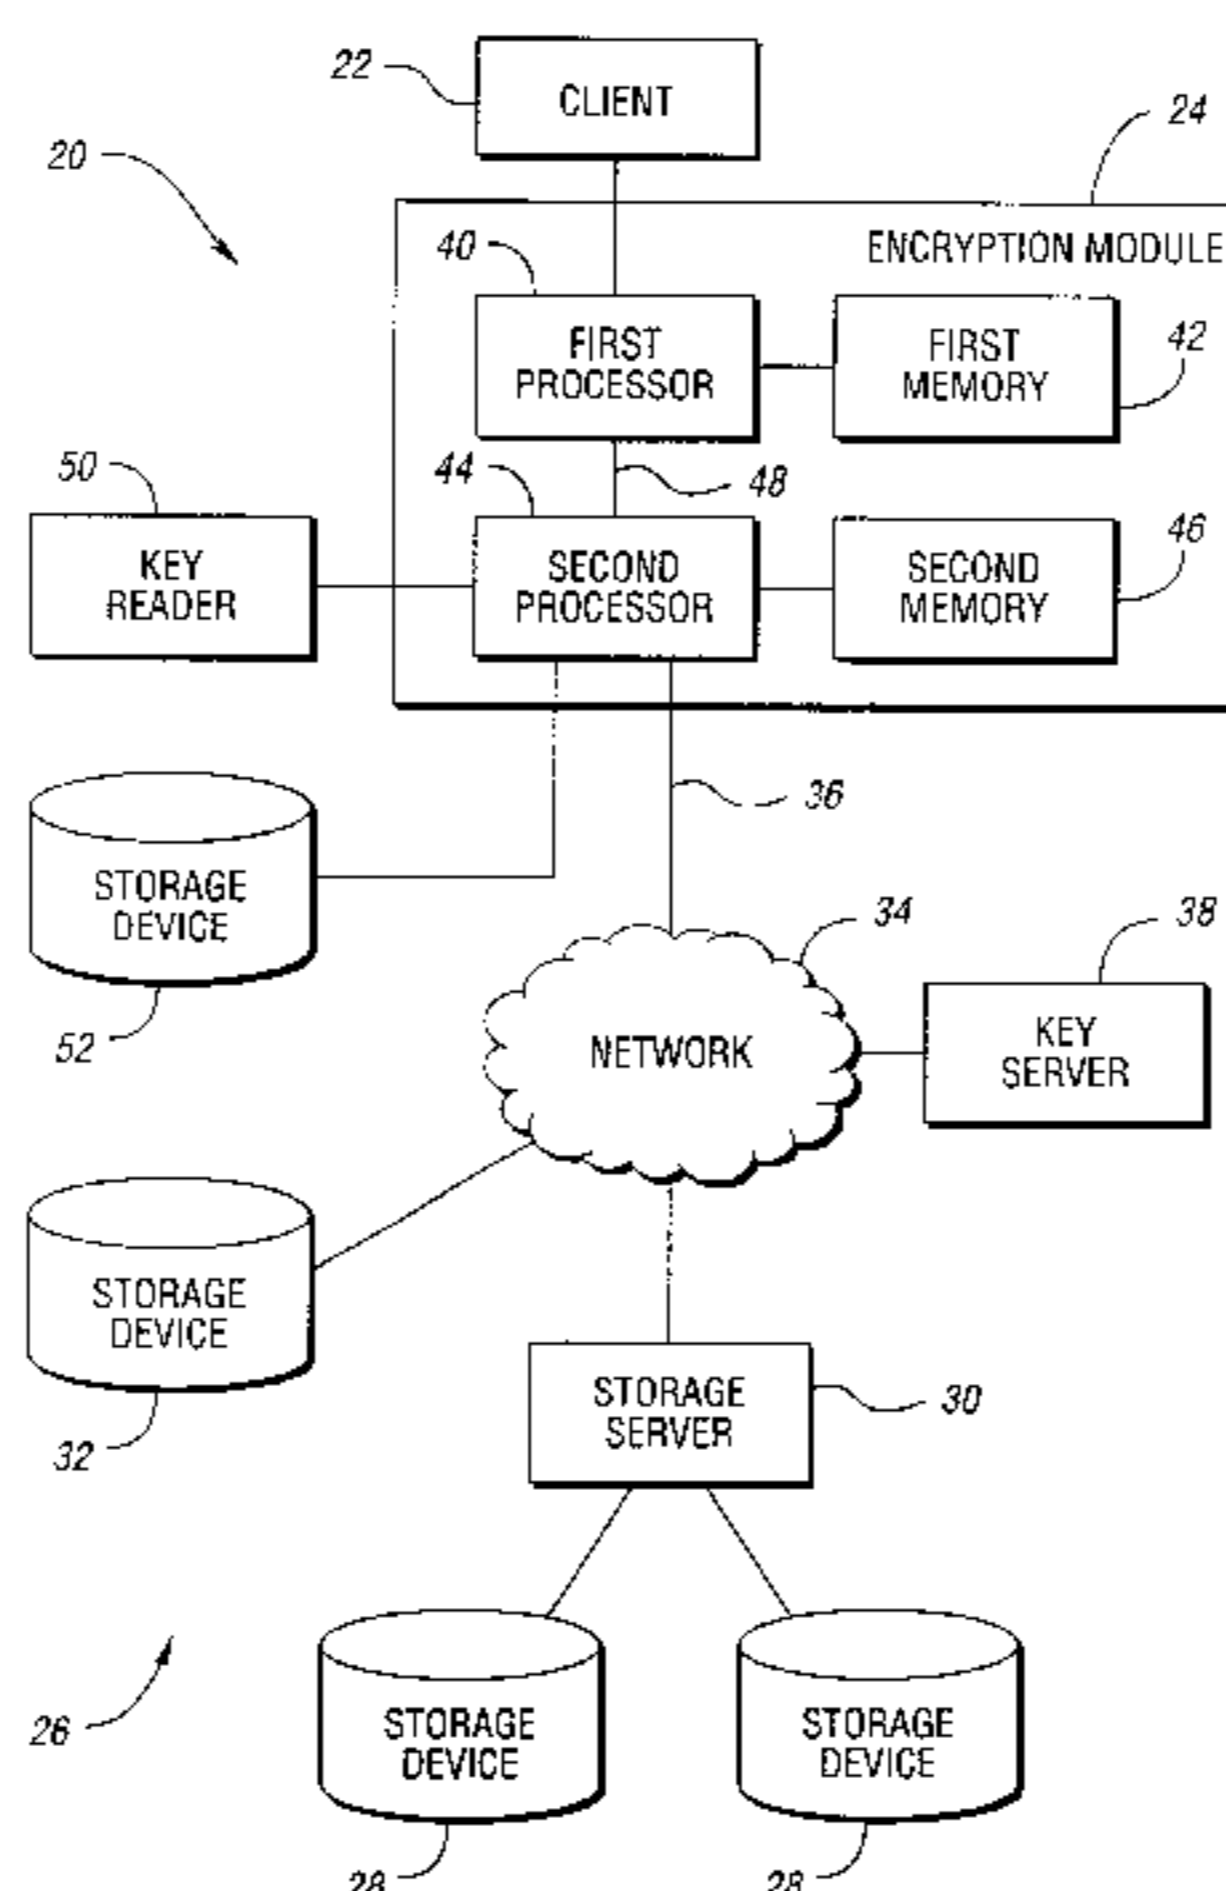 22
CLIENT
24
20
ENCRYPTION MODULE
40
FIRST
PROCESSOR
FIRST
MEMORY
42
50
44
48
KEY
READER
SECOND
PROCESSOR
SECOND
MEMORY
46
36
STORAGE
DEVICE
52
34
38
NETWORK
KEY
SERVER
STORAGE
DEVICE
32
STORAGE
SERVER
30
26
STORAGE
DEVICE
STORAGE
DEVICE
28
28